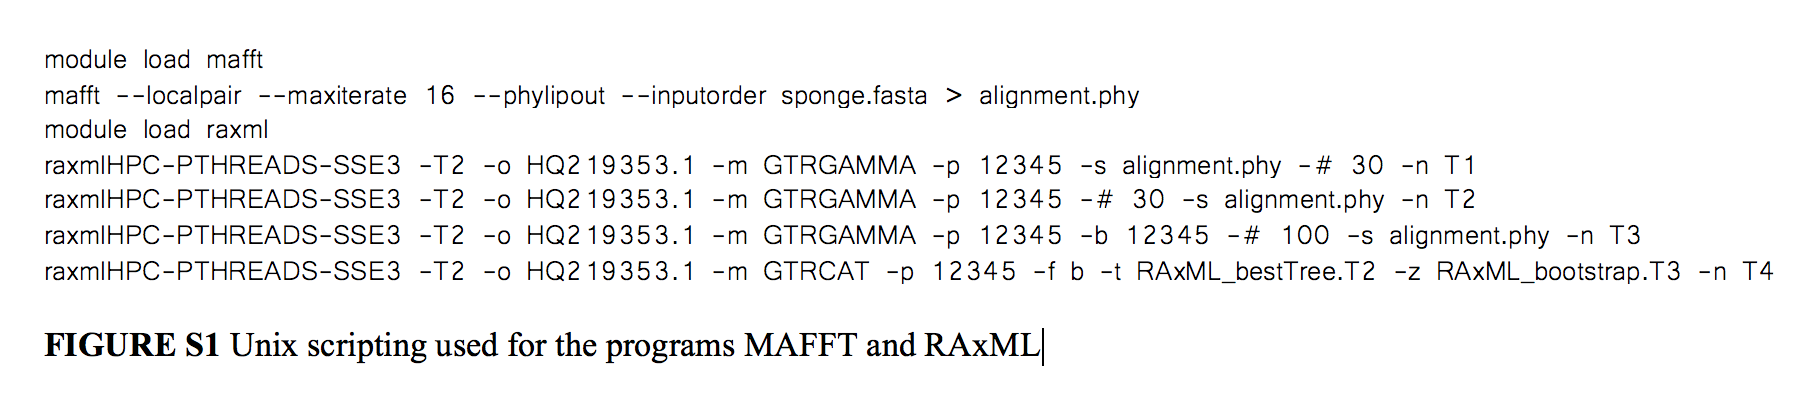 module load mafft
mafft --localpair --maxiterate 16 --phylipout --inputorder sponge.fasta > alignment.phy
module load raxml
raxmlHPC-PTHREADS-SSE3 -T2 -o HQ219353.1 -m GTRGAMMA -p 12345 -s alignment.phy -# 30 -n T1
raxmlHPC-PTHREADS-SSE3 -T2 -o HQ219353.1 -m GTRGAMMA -p 12345 -# 30 -s alignment.phy -n T2
raxmlHPC-PTHREADS-SSE3 -T2 -o HQ219353.1 -m GTRGAMMA -p 12345 -b 12345 -# 100 -s alignment.phy -n T3
raxmlHPC-PTHREADS-SSE3 -T2 -o HQ219353.1 -m GTRCAT -p 12345 -f b -t RAxML_bestTree.T2 -z RAxML_bootstrap.T3 -n T4
FIGURE S1 Unix scripting used for the programs MAFFT and RAxML